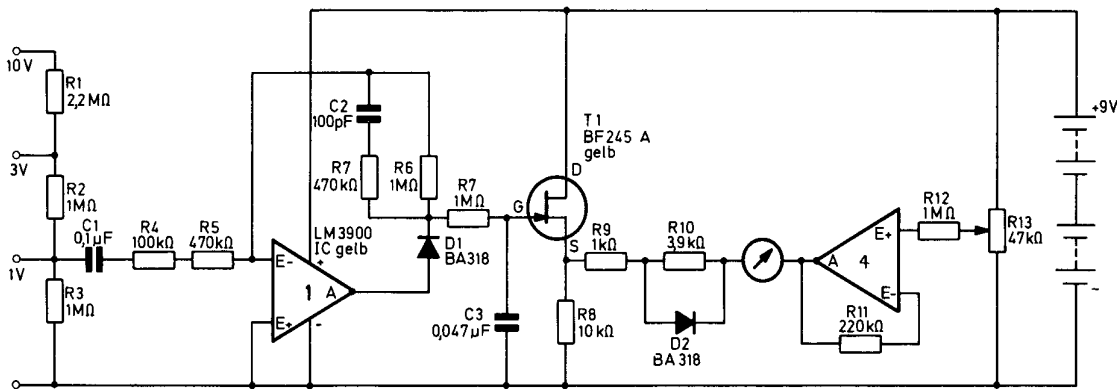 10V
R1
2,2MΩ
3V
R2
1MΩ
1V
R3
1MΩ
C1
0,1µF
R4
100kΩ
R5
470kΩ
C2
100pF
R7
470kΩ
R6
1MΩ
LM3900
IC gelb
E-
E+
1
A
+
-
D1
BA318
R7
1MΩ
C3
0,047µF
T1
BF245 A
gelb
D
G
S
R8
10kΩ
R9
1kΩ
R10
3,9kΩ
D2
BA318
A
4
E+
E-
R11
220kΩ
R12
1MΩ
R13
47kΩ
+9V
-